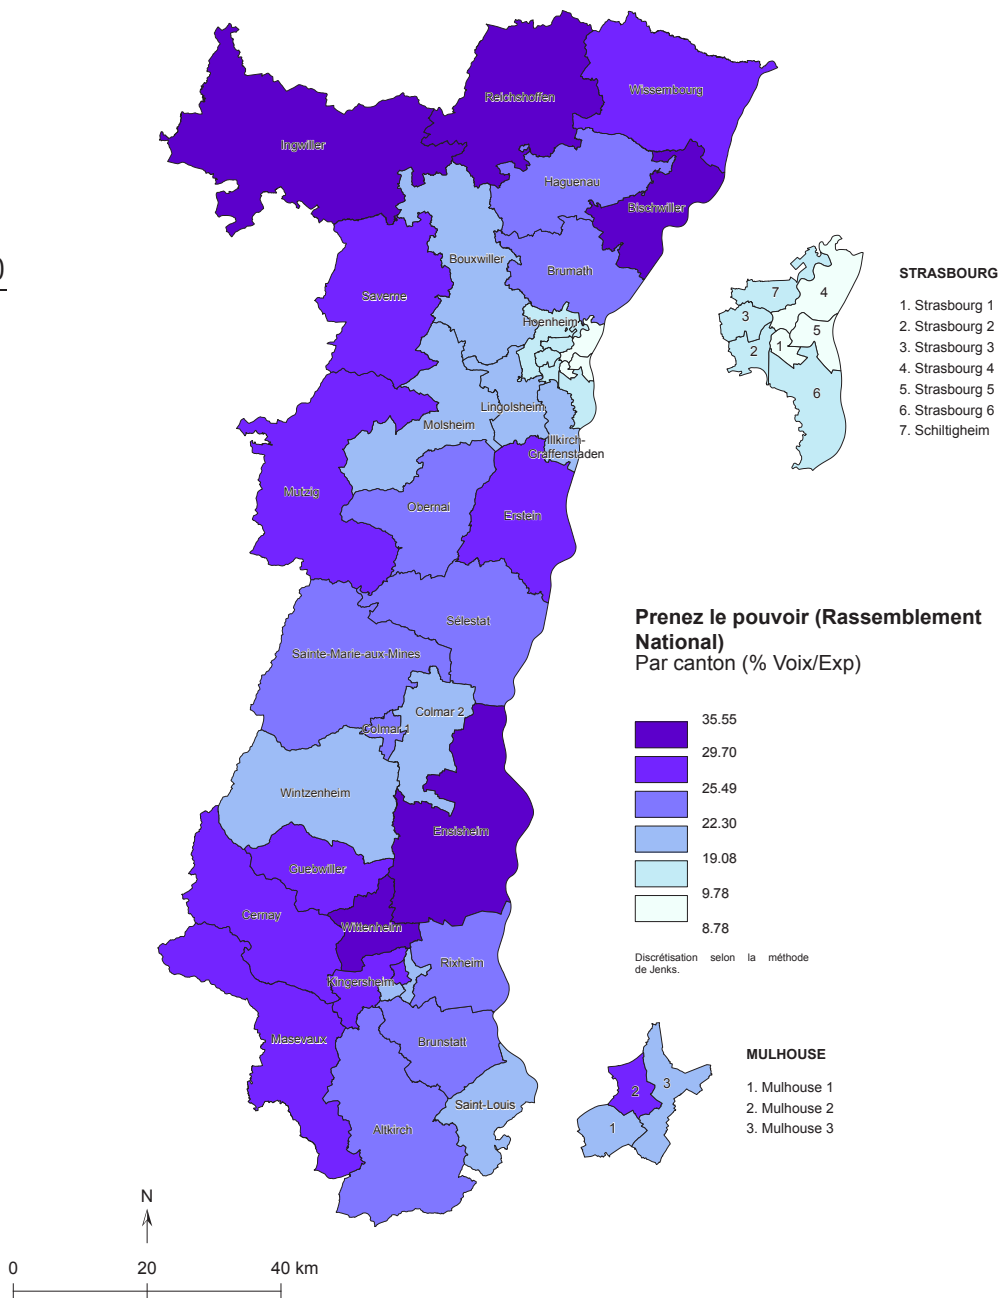 Reichshoffen
Wissembourg
Ingwiller
Haguenau
Bischwiller
Bouxwiller
Brumath
Saverne
Hoenheim
Lingolsheim
Molsheim
Illkirch-
Graffenstaden
Mutzig
Obernai
Erstein
Sélestat
Sainte-Marie-aux-Mines
Colmar 2
Colmar 1
Wintzenheim
Ensisheim
Guebwiller
Cernay
Wittenheim
Rixheim
Kingersheim
Masevaux
Brunstatt
Saint-Louis
Altkirch
)
7
4
3
5
1
2
6
STRASBOURG
1. Strasbourg 1
2. Strasbourg 2
3. Strasbourg 3
4. Strasbourg 4
5. Strasbourg 5
6. Strasbourg 6
7. Schiltigheim
Prenez le pouvoir (Rassemblement
National)
Par canton (% Voix/Exp)
35.55
29.70
25.49
22.30
19.08
9.78
8.78
Discrétisation selon la méthode
de Jenks.
2
3
1
MULHOUSE
1. Mulhouse 1
2. Mulhouse 2
3. Mulhouse 3
N
0 20 40 km